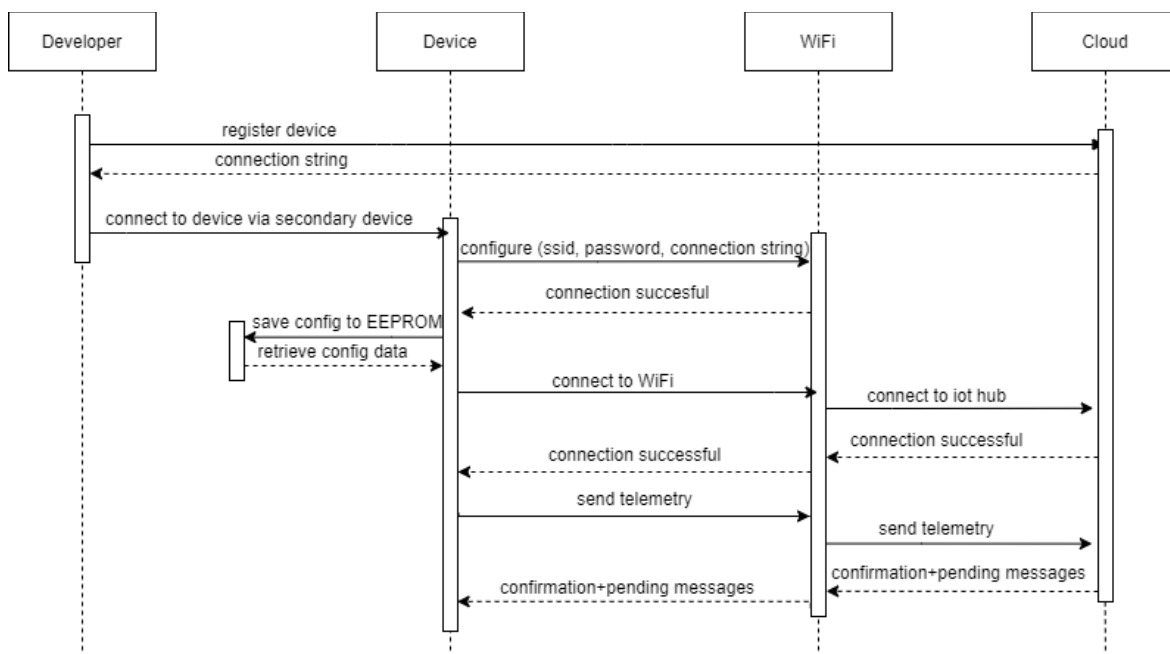 Developer
Device
WiFi
Cloud
register device
connection string
connect to device via secondary device
configure (ssid, password, connection string)
connection succesful
save config to EEPROM
retrieve config data
connect to WiFi
connect to iot hub
connection successful
connection successful
send telemetry
send telemetry
confirmation+pending messages
confirmation+pending messages